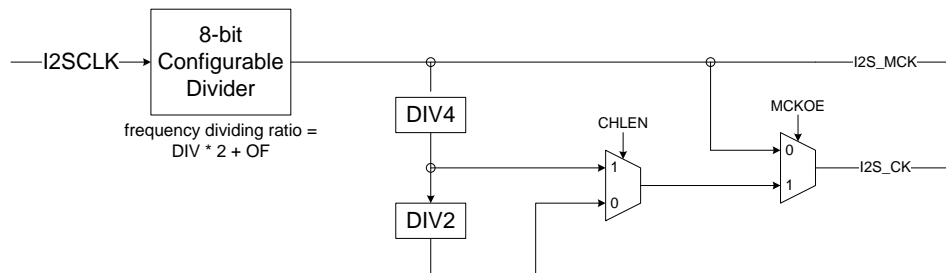 8-bit
Configurable
Divider
I2SCLK
I2S_MCK
frequency dividing ratio =
DIV * 2 + OF
DIV4
CHLEN
MCKOE
0
1
I2S_CK
1
0
DIV2